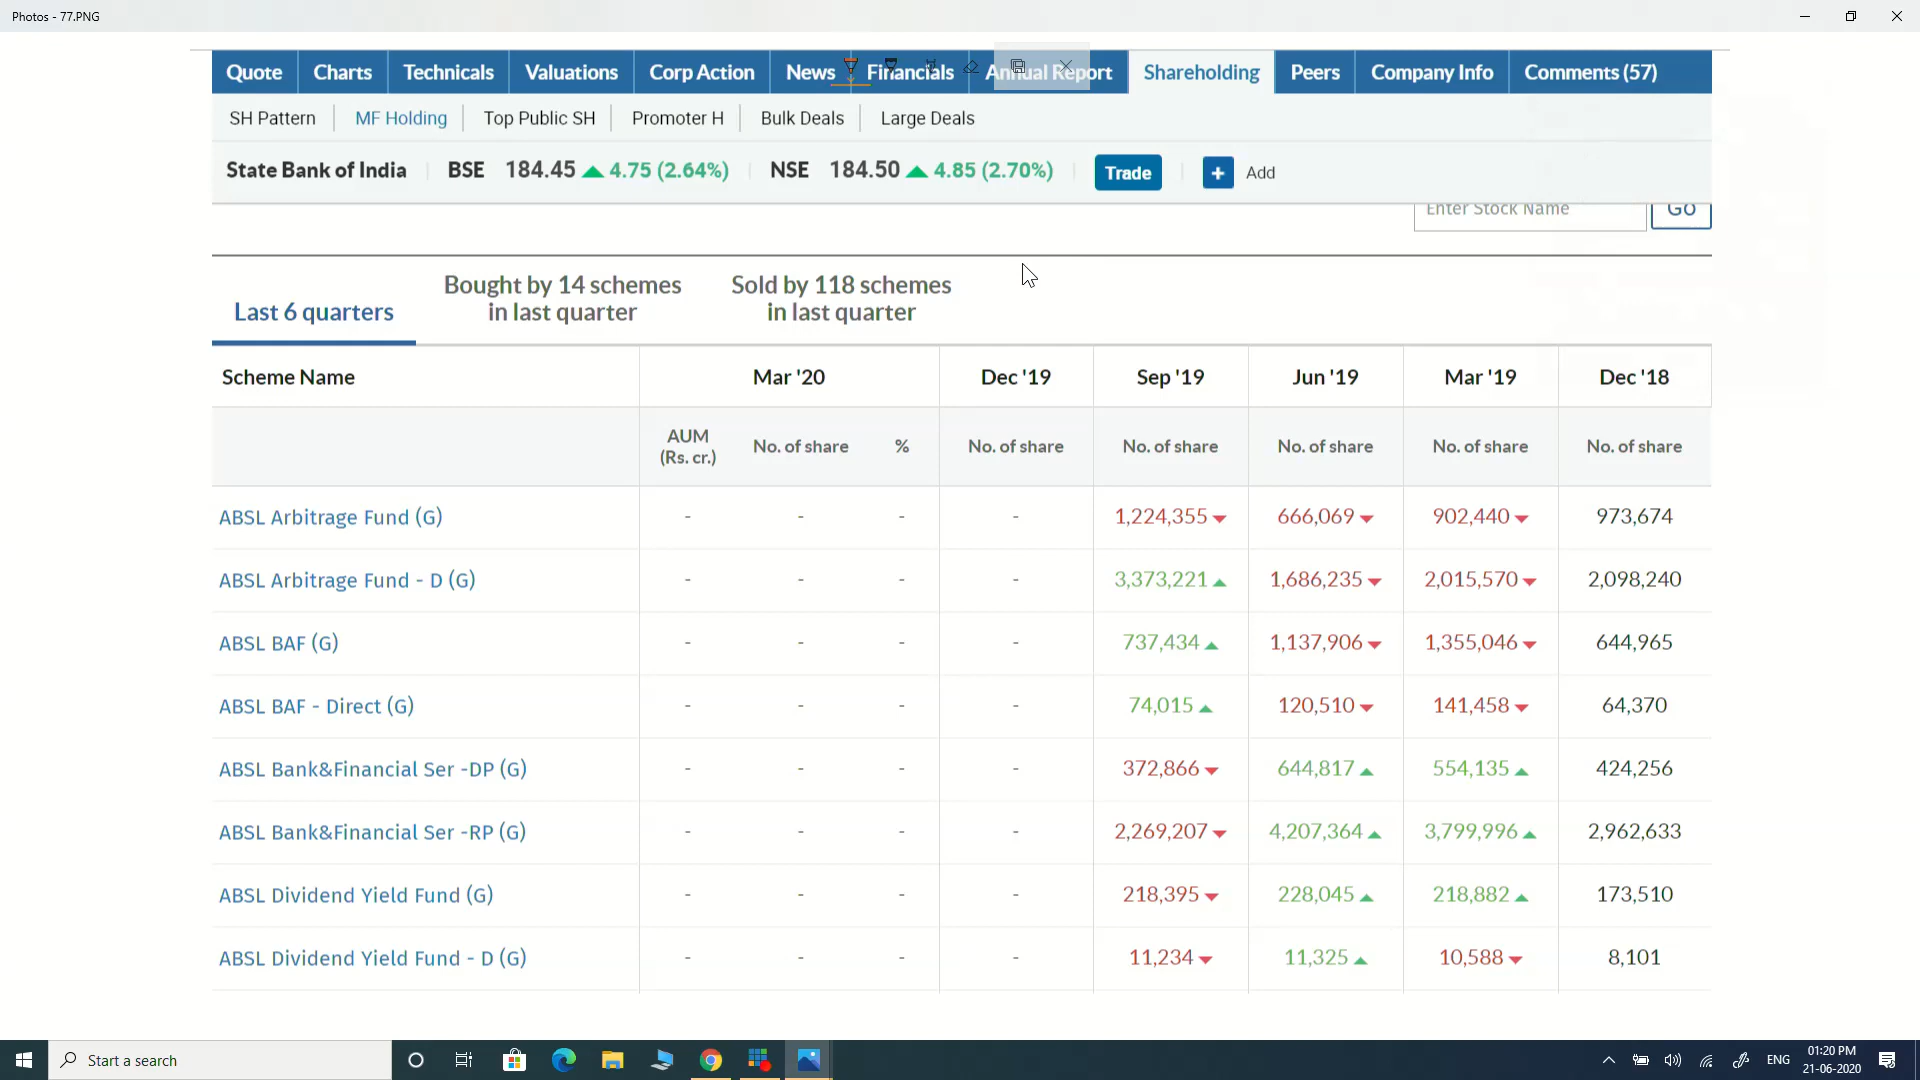 Photos - 77.PNG
Quote Charts Technicals Valuations Corp Action News Financials Annual Report Shareholding Peers Company Info Comments (57)
SH Pattern MF Holding Top Public SH Promoter H Bulk Deals Large Deals
State Bank of India BSE 184.45 4.75 (2.64%) NSE 184.50 4.85 (2.70%) Trade + Add
Enter Stock Name Go
Last 6 quarters
Bought by 14 schemes
in last quarter
Sold by 118 schemes
in last quarter
Scheme Name Mar '20 Dec '19 Sep '19 Jun '19 Mar '19 Dec '18
AUM
(Rs. cr.)
No. of share % No. of share No. of share No. of share No. of share No. of share
ABSL Arbitrage Fund (G) - - - - 1,224,355 666,069 902,440 973,674
ABSL Arbitrage Fund - D (G) - - - - 3,373,221 1,686,235 2,015,570 2,098,240
ABSL BAF (G) - - - - 737,434 1,137,906 1,355,046 644,965
ABSL BAF - Direct (G) - - - - 74,015 120,510 141,458 64,370
ABSL Bank&Financial Ser -DP (G) - - - - 372,866 644,817 554,135 424,256
ABSL Bank&Financial Ser -RP (G) - - - - 2,269,207 4,207,364 3,799,996 2,962,633
ABSL Dividend Yield Fund (G) - - - - 218,395 228,045 218,882 173,510
ABSL Dividend Yield Fund - D (G) - - - - 11,234 11,325 10,588 8,101
Start a search
ENG
01:20 PM
21-06-2020